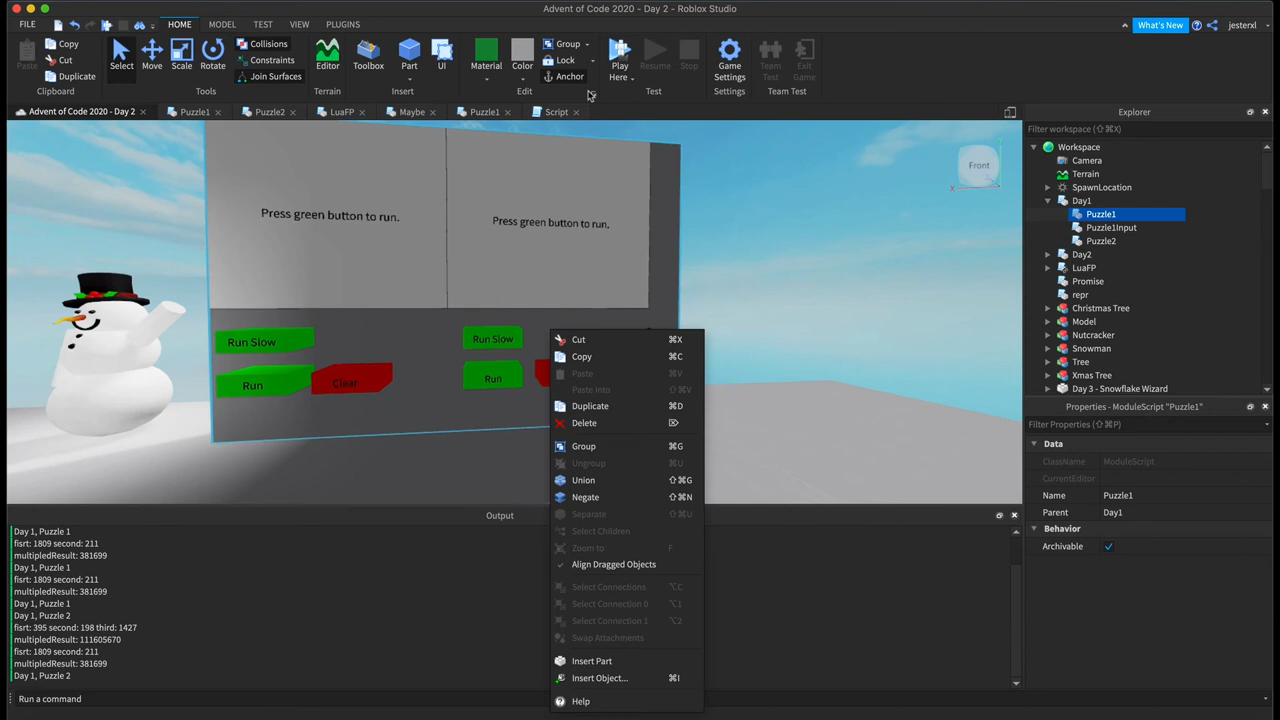 Advent of Code 2020 - Day 2 - Roblox Studio
FILE
HOME
MODEL
TEST
VIEW
PLUGINS
What's New
jesterxl
Copy
Collisions
Group
Cut
Constraints
Lock
Paste
Duplicate
Select
Move
Scale
Rotate
Join Surfaces
Editor
Toolbox
Part
UI
Material
Color
Anchor
Play
Here
Resume
Stop
Game
Settings
Team
Test
Exit
Game
Clipboard
Tools
Terrain
Insert
Edit
Test
Settings
Team Test
Advent of Code 2020 - Day 2
Puzzle1
Puzzle2
LuaFP
Maybe
Puzzle1
Script
Press green button to run.
Press green button to run.
Front
X
Run Slow
Run
Clear
Run Slow
Run
Cut ⌘X
Copy ⌘C
Paste ⌘V
Paste Into ⇧⌘V
Duplicate ⌘D
Delete ⌦
Group ⌘G
Ungroup ⌘U
Union ⇧⌘G
Negate ⇧⌘N
Separate ⇧⌘U
Select Children
Zoom to F
Align Dragged Objects
Select Connections ⌥C
Select Connection 0 ⌥1
Select Connection 1 ⌥2
Swap Attachments
Insert Part
Insert Object... ⌘I
Help
Output
Day 1, Puzzle 1
fisrt: 1809 second: 211
multipledResult: 381699
Day 1, Puzzle 1
fisrt: 1809 second: 211
multipledResult: 381699
Day 1, Puzzle 1
Day 1, Puzzle 2
fisrt: 395 second: 198 third: 1427
multipledResult: 111605670
fisrt: 1809 second: 211
multipledResult: 381699
Day 1, Puzzle 2
Run a command
Explorer
Filter workspace (⇧⌘X)
Workspace
Camera
Terrain
SpawnLocation
Day1
Puzzle1
Puzzle1Input
Puzzle2
Day2
LuaFP
Promise
repr
Christmas Tree
Model
Nutcracker
Snowman
Tree
Xmas Tree
Day 3 - Snowflake Wizard
Properties - ModuleScript "Puzzle1"
Filter Properties (⇧⌘P)
Data
ClassName ModuleScript
CurrentEditor
Name Puzzle1
Parent Day1
Behavior
Archivable